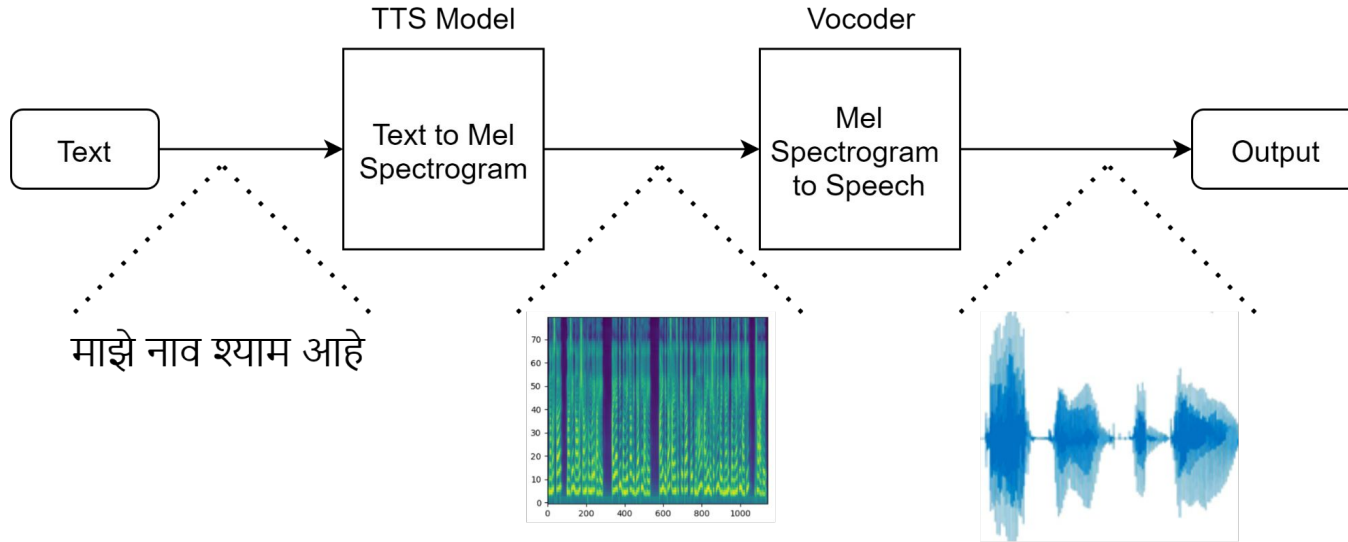 TTS Model
Vocoder
Text
Text to Mel
Spectrogram
Mel
Spectrogram
to Speech
Output
माझे नाव श्याम आहे
70
60
50
40
30
20
10
0
0 200 400 600 800 1000